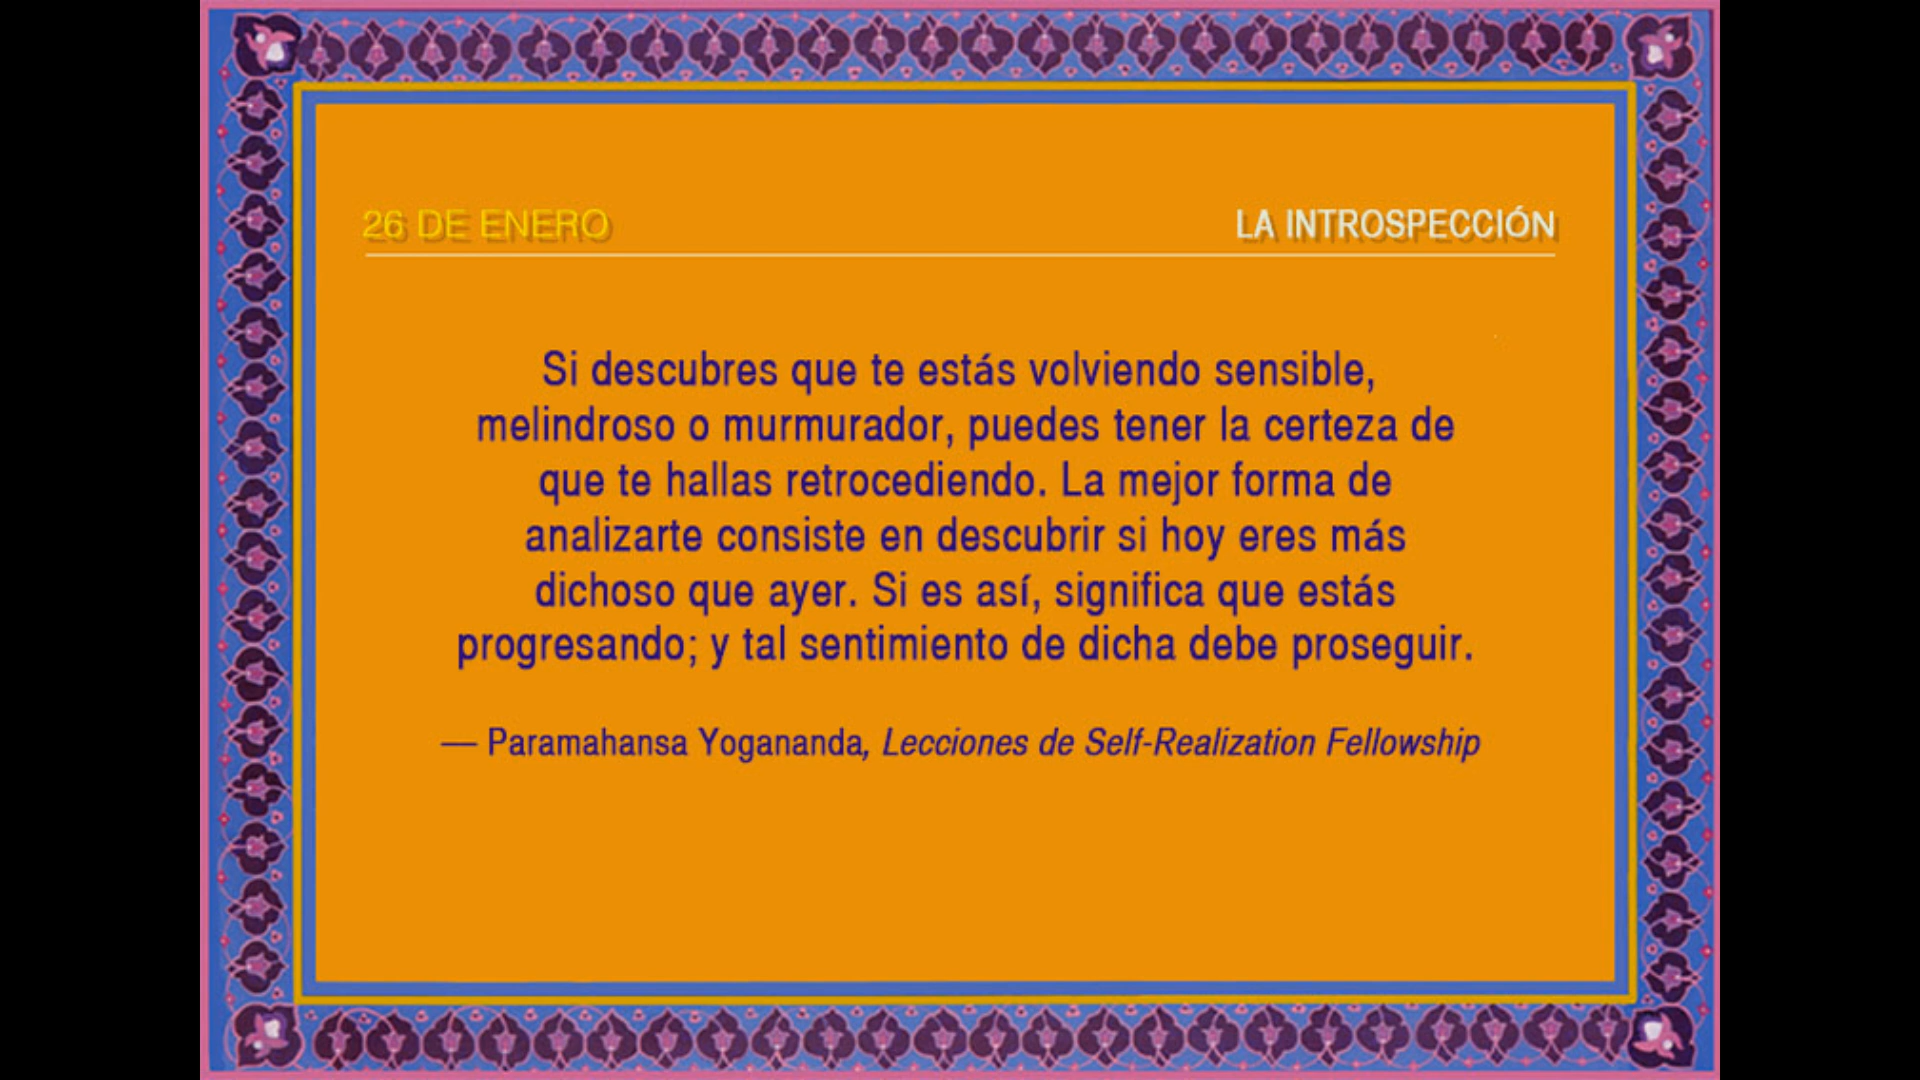 26 DE ENERO
LA INTROSPECCIÓN
Si descubres que te estás volviendo sensible,
melindroso o murmurador, puedes tener la certeza de
que te hallas retrocediendo. La mejor forma de
analizarte consiste en descubrir si hoy eres más
dichoso que ayer. Si es así, significa que estás
progresando; y tal sentimiento de dicha debe proseguir.
— Paramahansa Yogananda, Lecciones de Self-Realization Fellowship